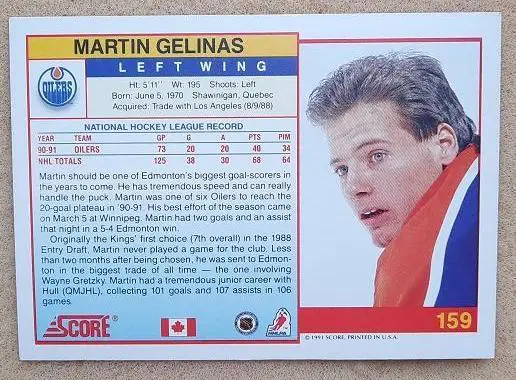 MARTIN GELINAS
LEFT WING
OILERS
Ht: 5'11" Wt: 195 Shoots: Left
Born: June 5, 1970 Shawinigan, Quebec
Acquired: Trade with Los Angeles (8/9/88)
NATIONAL HOCKEY LEAGUE RECORD
YEAR TEAM GP G A PTS PIM
90-91 OILERS 73 20 20 40 34
NHL TOTALS 125 38 30 68 64
Martin should be one of Edmonton's biggest goal-scorers in
the years to come. He has tremendous speed and can really
handle the puck. Martin was one of six Oilers to reach the
20-goal plateau in '90-91. His best effort of the season came
on March 5 at Winnipeg. Martin had two goals and an assist
that night in a 5-4 Edmonton win.
Originally the Kings' first choice (7th overall) in the 1988
Entry Draft, Martin never played a game for the club. Less
than two months after being chosen, he was sent to Edmon-
ton in the biggest trade of all time — the one involving
Wayne Gretzky. Martin had a tremendous junior career with
Hull (QMJHL), collecting 101 goals and 107 assists in 106
games.
SCORE®
NHLPA
159
© 1991 SCORE, PRINTED IN U.S.A.